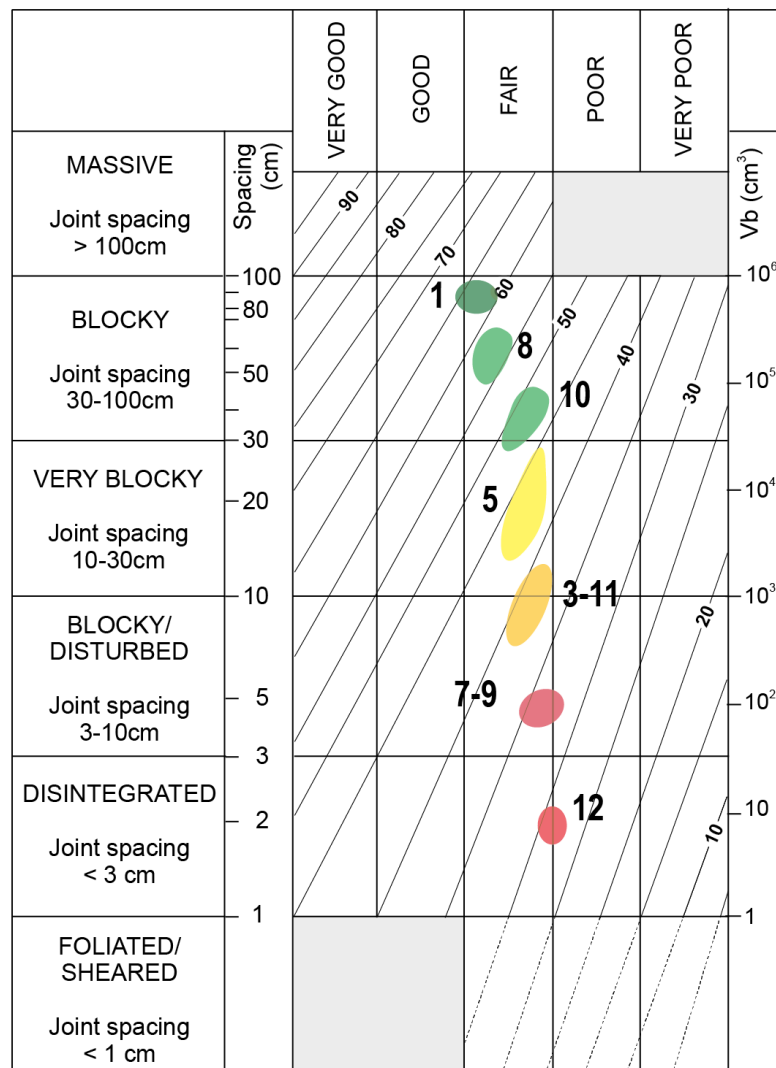 VERY GOOD
GOOD
FAIR
POOR
VERY POOR
Spacing
(cm)
Vb (cm³)
MASSIVE
Joint spacing
> 100cm
90
80
70
60
50
40
30
20
10
100
80
50
30
20
10
5
3
2
1
10⁶
10⁵
10⁴
10³
10²
10
1
BLOCKY
Joint spacing
30-100cm
VERY BLOCKY
Joint spacing
10-30cm
BLOCKY/
DISTURBED
Joint spacing
3-10cm
DISINTEGRATED
Joint spacing
< 3 cm
FOLIATED/
SHEARED
Joint spacing
< 1 cm
1
8
10
5
3-11
7-9
12